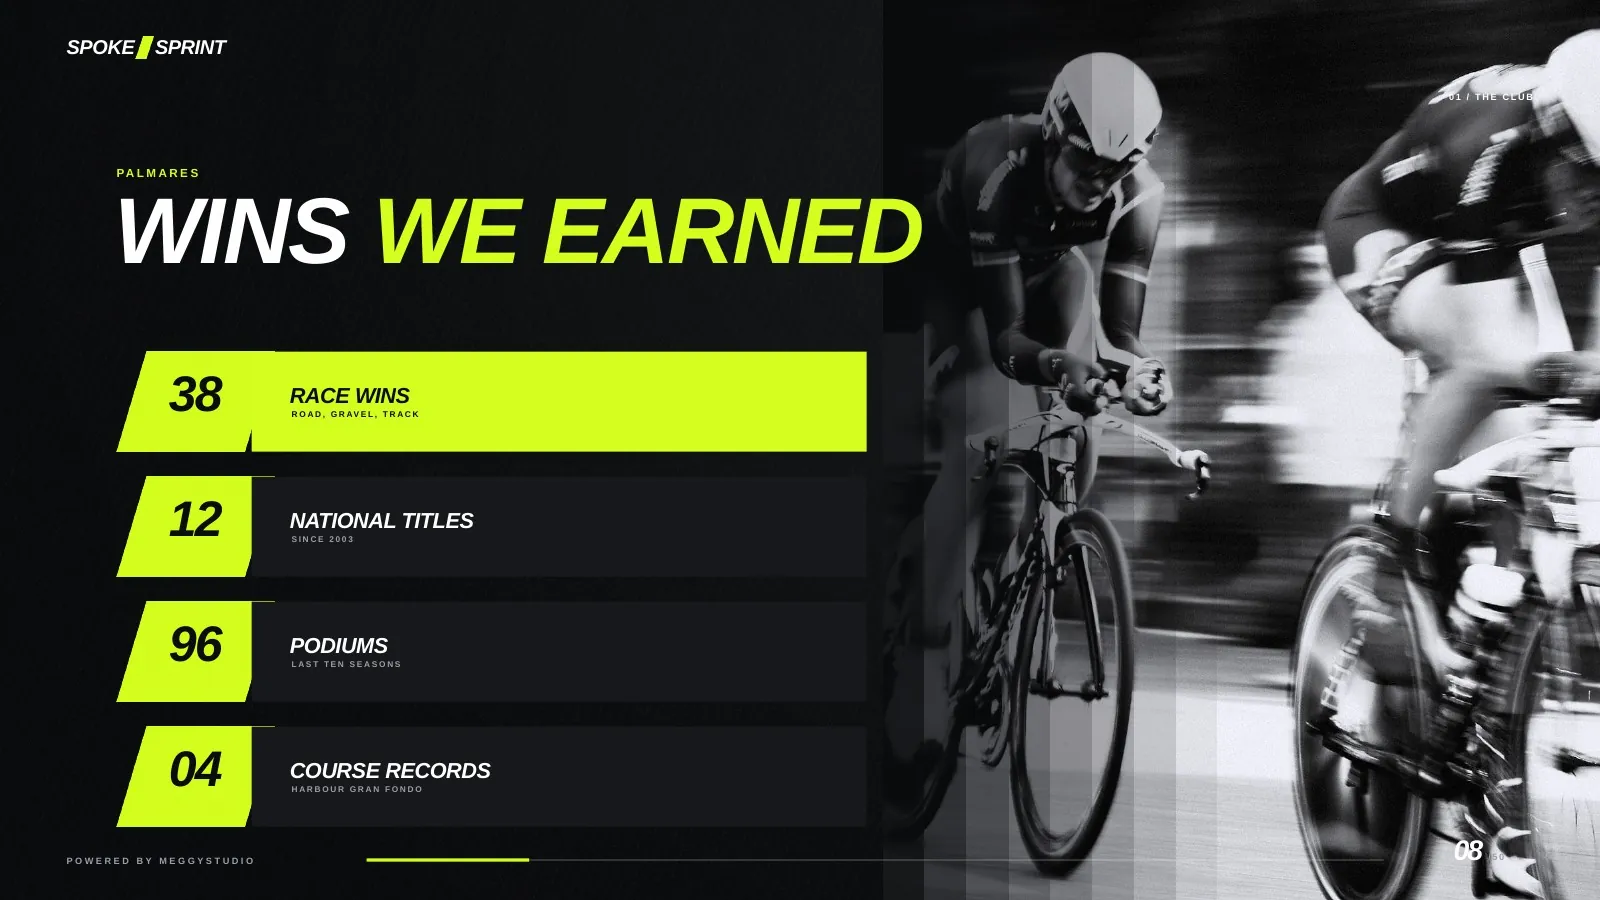 SPOKE SPRINT
01 / THE CLUB
PALMARES
WINS WE EARNED
38
RACE WINS
ROAD, GRAVEL, TRACK
12
NATIONAL TITLES
SINCE 2003
96
PODIUMS
LAST TEN SEASONS
04
COURSE RECORDS
HARBOUR GRAN FONDO
POWERED BY MEGGYSTUDIO
08 / 50